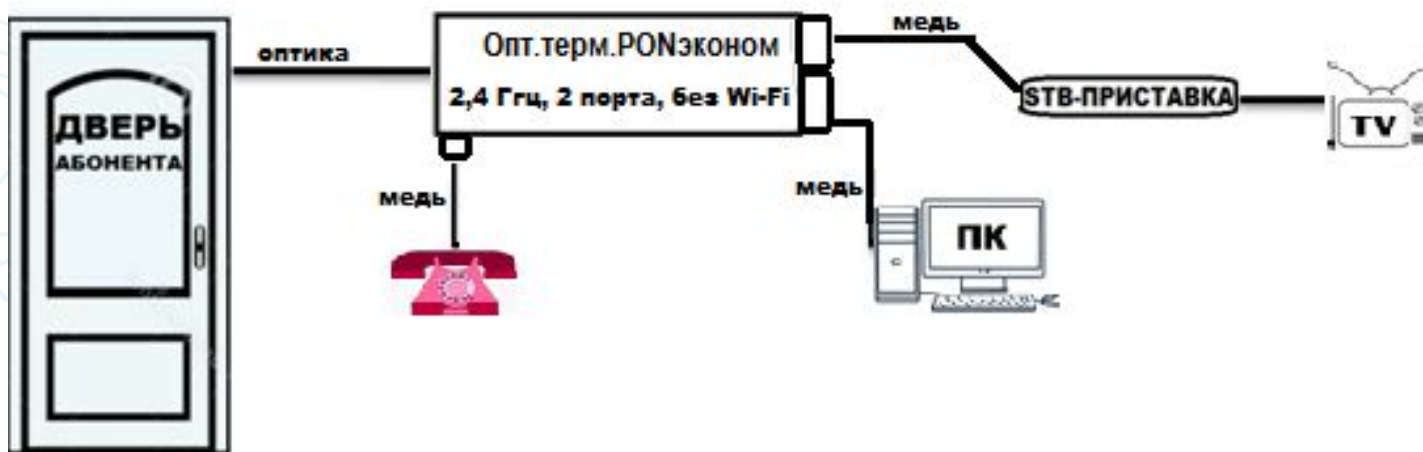 медь
оптика
Опт.терм.PONэконом
2,4 Ггц, 2 порта, без Wi-Fi
STB-ПРИСТАВКА
TV
ДВЕРЬ
АБОНЕНТА
медь
медь
ПК